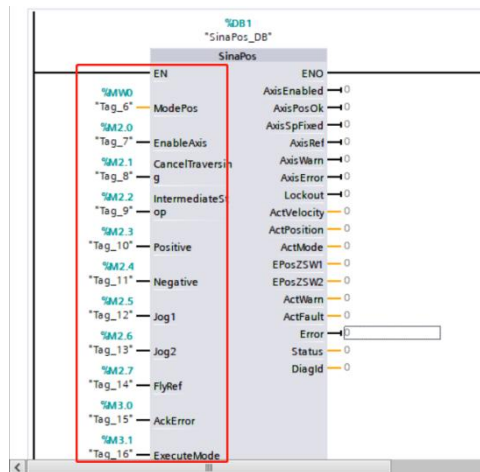 %DB1
"SinaPos_DB"
SinaPos
EN ENO
%MW0
"Tag_6" ModePos
%M2.0
"Tag_7" EnableAxis
%M2.1
"Tag_8" CancelTraversin
g
%M2.2
"Tag_9" IntermediateSt
op
%M2.3
"Tag_10" Positive
%M2.4
"Tag_11" Negative
%M2.5
"Tag_12" Jog1
%M2.6
"Tag_13" Jog2
%M2.7
"Tag_14" FlyRef
%M3.0
"Tag_15" AckError
%M3.1
"Tag_16" ExecuteMode
AxisEnabled 0
AxisPosOk 0
AxisSpFixed 0
AxisRef 0
AxisWarn 0
AxisError 0
Lockout 0
ActVelocity 0
ActPosition 0
ActMode 0
EPosZSW1 0
EPosZSW2 0
ActWarn 0
ActFault 0
Error 0
Status 0
DiagId 0